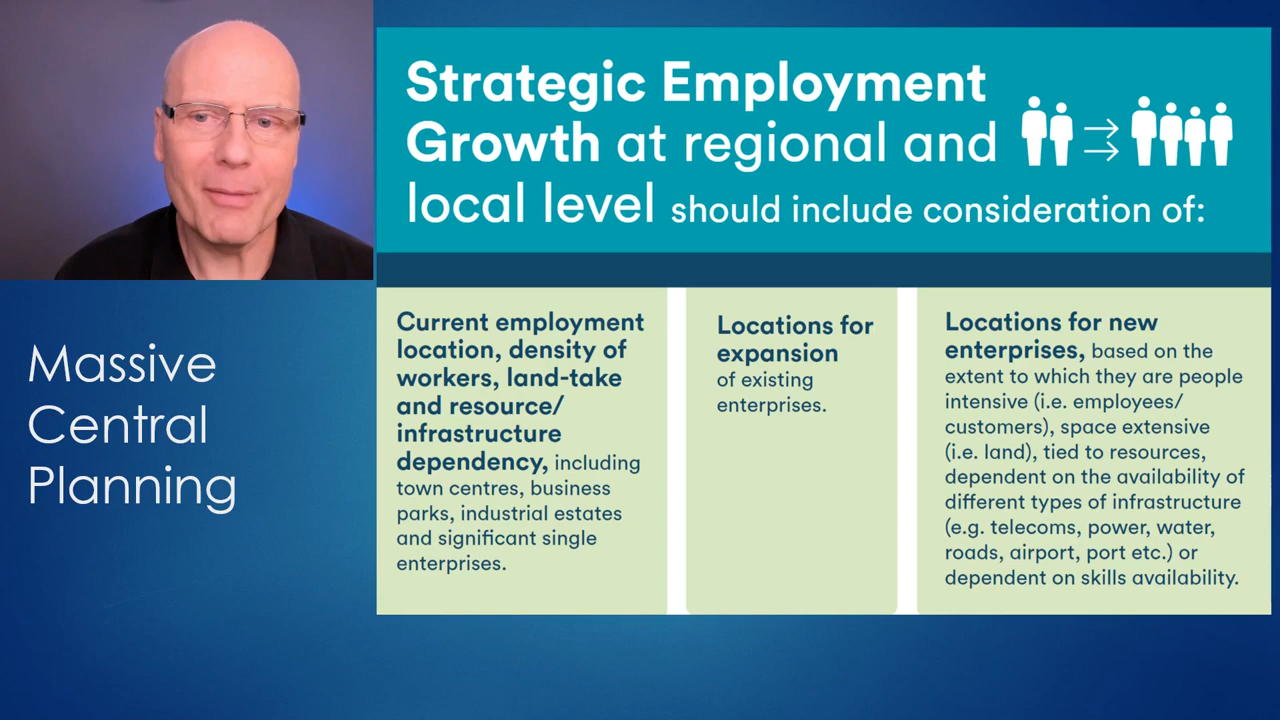 Strategic Employment
Growth at regional and
local level should include consideration of:
Massive
Central
Planning
Current employment
location, density of
workers, land-take
and resource/
infrastructure
dependency, including
town centres, business
parks, industrial estates
and significant single
enterprises.
Locations for
expansion
of existing
enterprises.
Locations for new
enterprises, based on the
extent to which they are people
intensive (i.e. employees/
customers), space extensive
(i.e. land), tied to resources,
dependent on the availability of
different types of infrastructure
(e.g. telecoms, power, water,
roads, airport, port etc.) or
dependent on skills availability.